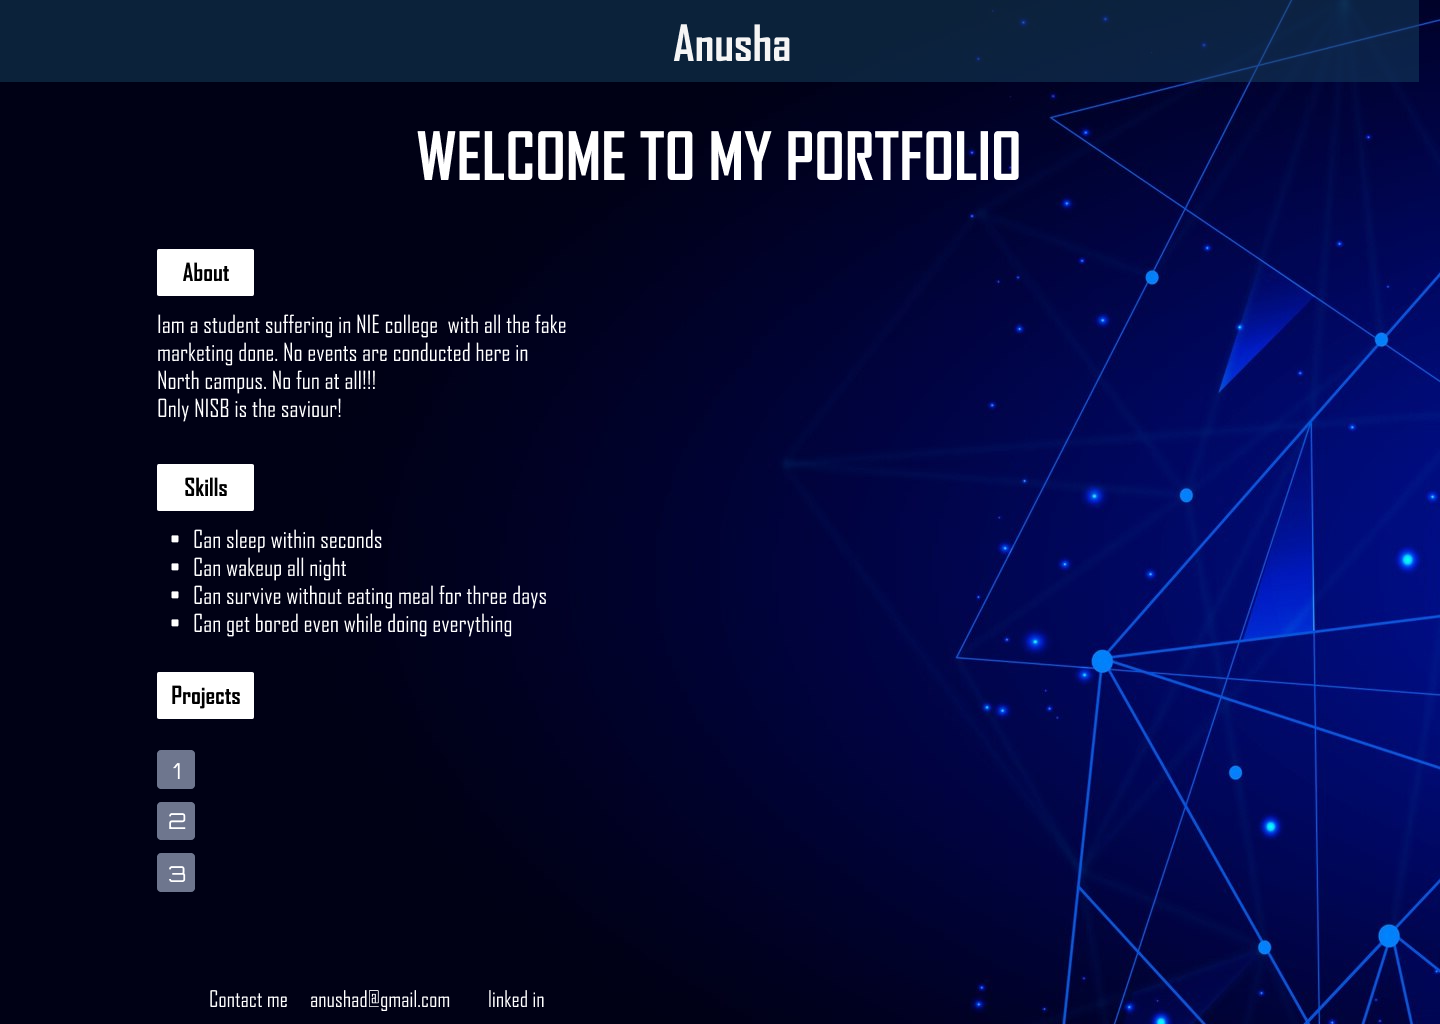 Anusha
WELCOME TO MY PORTFOLIO
About
Iam a student suffering in NIE college with all the fake
marketing done. No events are conducted here in
North campus. No fun at all!!!
Only NISB is the saviour!
Skills
▪ Can sleep within seconds
▪ Can wakeup all night
▪ Can survive without eating meal for three days
▪ Can get bored even while doing everything
Projects
1
2
3
Contact me anushad@gmail.com linked in